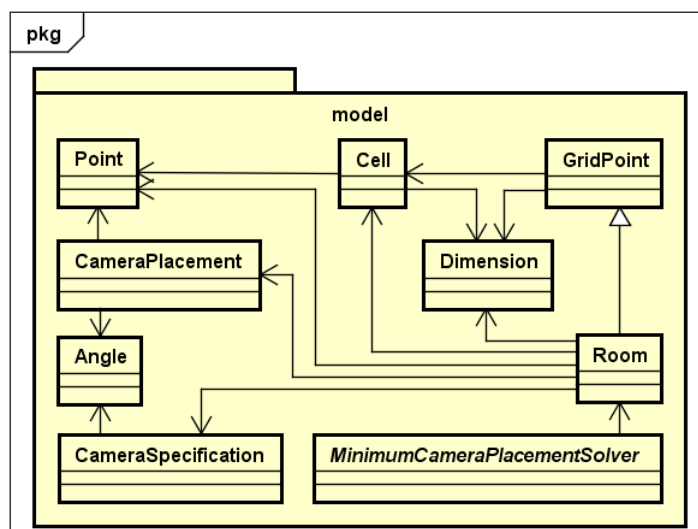 pkg
model
Point
Cell
GridPoint
CameraPlacement
Dimension
Angle
Room
CameraSpecification
MinimumCameraPlacementSolver